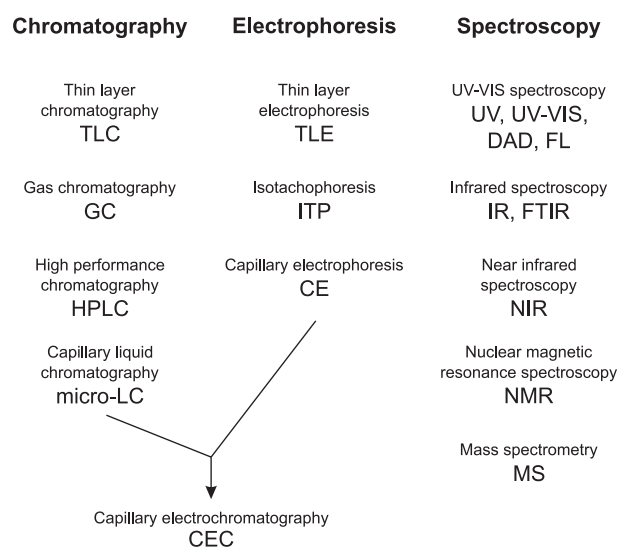 Chromatography
Thin layer
chromatography
TLC
Gas chromatography
GC
High performance
chromatography
HPLC
Capillary liquid
chromatography
micro-LC
Electrophoresis
Thin layer
electrophoresis
TLE
Isotachophoresis
ITP
Capillary electrophoresis
CE
Capillary electrochromatography
CEC
Spectroscopy
UV-VIS spectroscopy
UV, UV-VIS,
DAD, FL
Infrared spectroscopy
IR, FTIR
Near infrared
spectroscopy
NIR
Nuclear magnetic
resonance spectroscopy
NMR
Mass spectrometry
MS